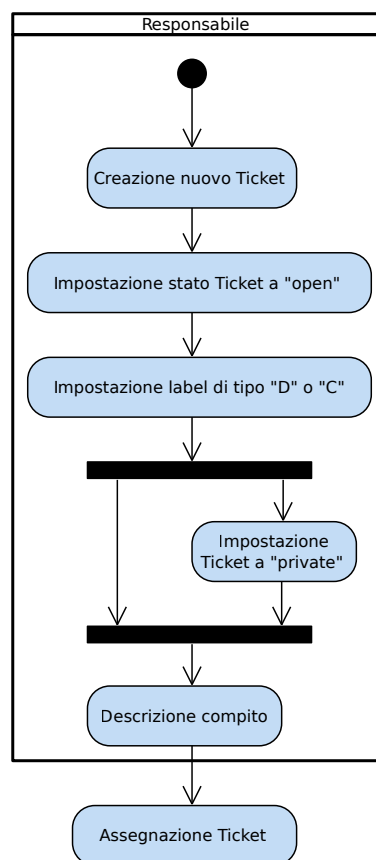 Responsabile
Creazione nuovo Ticket
Impostazione stato Ticket a "open"
Impostazione label di tipo "D" o "C"
Impostazione
Ticket a "private"
Descrizione compito
Assegnazione Ticket